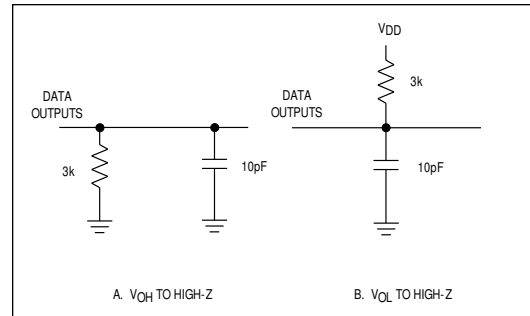 DATA
OUTPUTS
3k
10pF
A. VOH TO HIGH-Z
VDD
3k
DATA
OUTPUTS
10pF
B. VOL TO HIGH-Z